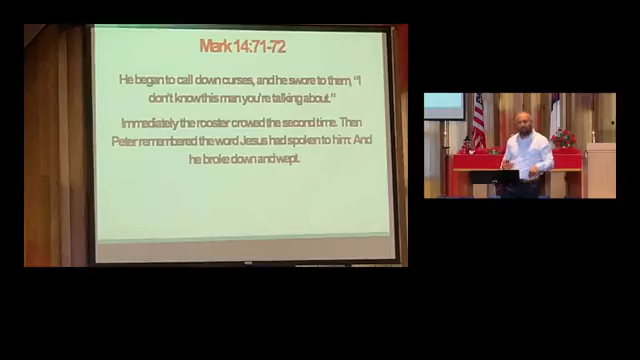 Mark 14:71-72
He began to call down curses, and he swore to them, “I
don’t know this man you’re talking about.”
Immediately the rooster crowed the second time. Then
Peter remembered the word Jesus had spoken to him: And
he broke down and wept.